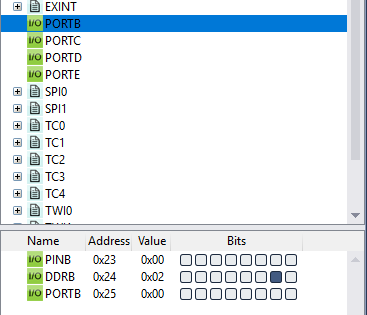 EXINT
I/O PORTB
I/O PORTC
I/O PORTD
I/O PORTE
SPI0
SPI1
TC0
TC1
TC2
TC3
TC4
TWI0
Name Address Value Bits
I/O PINB 0x23 0x00
I/O DDRB 0x24 0x02
I/O PORTB 0x25 0x00